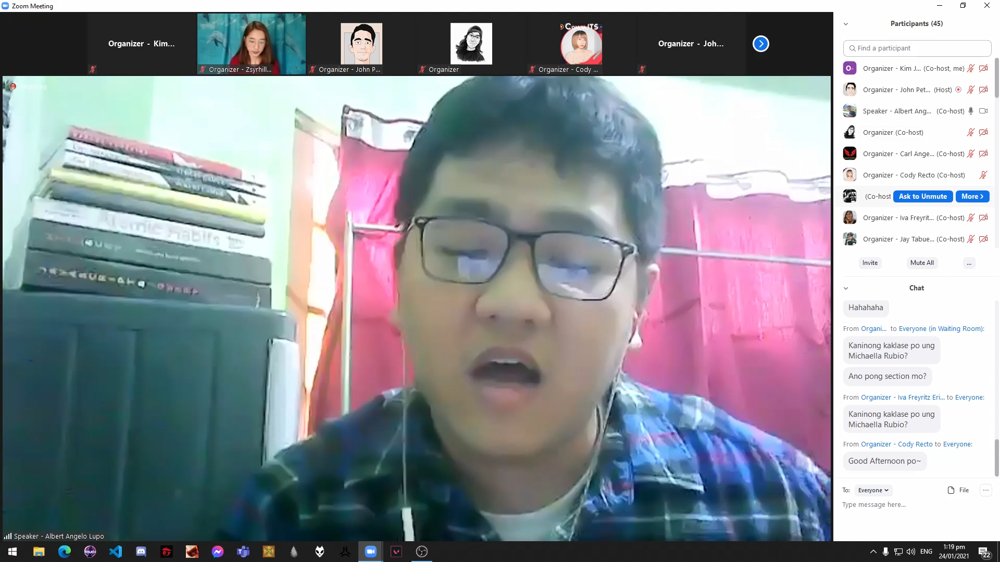 Zoom Meeting
Organizer - Kim...
Organizer - Zsyrhill...
Organizer - John P...
Organizer
Organizer - Cody ...
Organizer - Joh...
Atomic Habits
Speaker - Albert Angelo Lupo
Participants (45)
Find a participant
O-
Organizer - Kim J... (Co-host, me)
Organizer - John Pet... (Host)
Speaker - Albert Ang... (Co-host)
Organizer (Co-host)
Organizer - Carl Ange... (Co-host)
Organizer - Cody Recto (Co-host)
(Co-host Ask to Unmute More
Organizer - Iva Freyrit... (Co-host)
Organizer - Jay Tabue... (Co-host)
Invite Mute All ...
Chat
Hahahaha
From Organi... to Everyone (in Waiting Room):
Kaninong kaklase po ung
Michaella Rubio?
Ano pong section mo?
From Organizer - Iva Freyritz Eri... to Everyone:
Kaninong kaklase po ung
Michaella Rubio?
From Organizer - Cody Recto to Everyone:
Good Afternoon po~
To: Everyone File ...
Type message here...
ENG
1:19 pm
24/01/2021
22